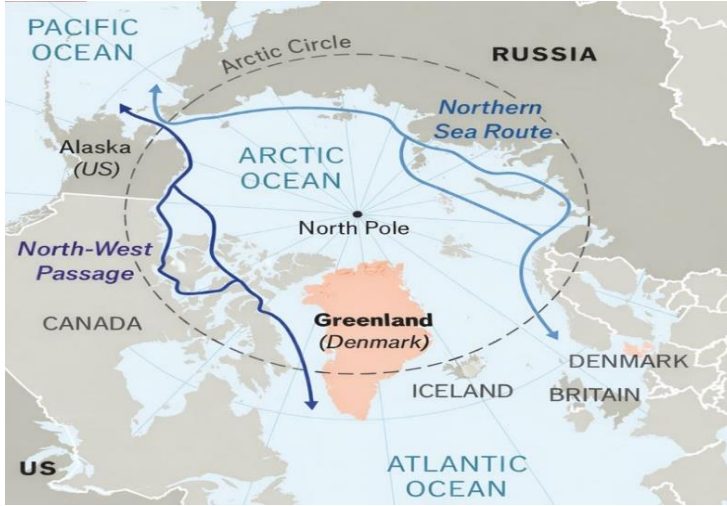 PACIFIC
OCEAN
Arctic Circle
RUSSIA
Northern
Sea Route
Alaska
(US)
ARCTIC
OCEAN
North Pole
North-West
Passage
CANADA
Greenland
(Denmark)
ICELAND
DENMARK
BRITAIN
US
ATLANTIC
OCEAN